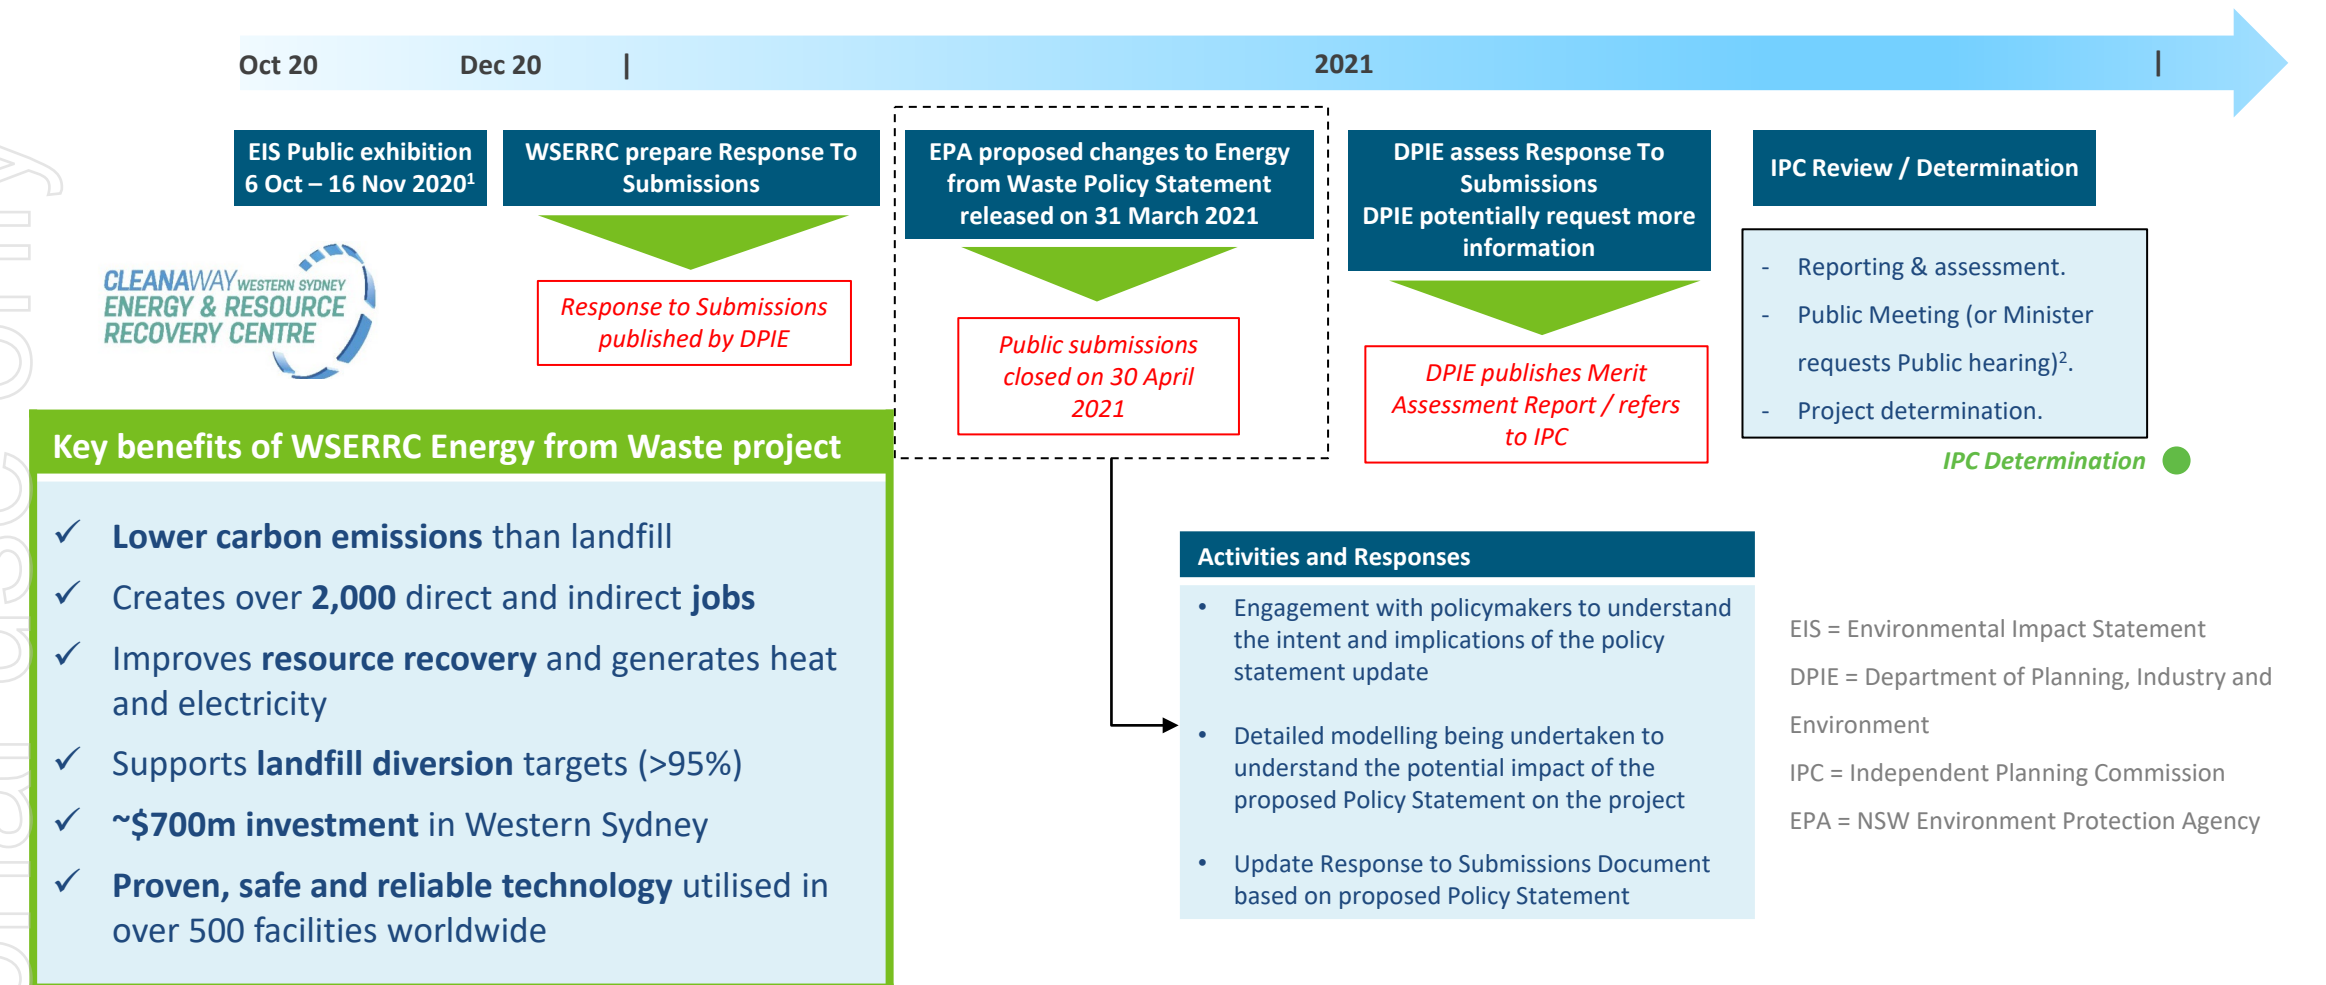 Oct 20
Dec 20
|
2021
|
EIS Public exhibition
6 Oct – 16 Nov 2020¹
WSERRC prepare Response To
Submissions
Response to Submissions
published by DPIE
EPA proposed changes to Energy
from Waste Policy Statement
released on 31 March 2021
Public submissions
closed on 30 April
2021
DPIE assess Response To
Submissions
DPIE potentially request more
information
DPIE publishes Merit
Assessment Report / refers
to IPC
IPC Review / Determination
- Reporting & assessment.
- Public Meeting (or Minister
requests Public hearing)².
- Project determination.
IPC Determination
CLEANAWAY WESTERN SYDNEY
ENERGY & RESOURCE
RECOVERY CENTRE
Key benefits of WSERRC Energy from Waste project
✓ Lower carbon emissions than landfill
✓ Creates over 2,000 direct and indirect jobs
✓ Improves resource recovery and generates heat
and electricity
✓ Supports landfill diversion targets (>95%)
✓ ~$700m investment in Western Sydney
✓ Proven, safe and reliable technology utilised in
over 500 facilities worldwide
Activities and Responses
• Engagement with policymakers to understand
the intent and implications of the policy
statement update
• Detailed modelling being undertaken to
understand the potential impact of the
proposed Policy Statement on the project
• Update Response to Submissions Document
based on proposed Policy Statement
EIS = Environmental Impact Statement
DPIE = Department of Planning, Industry and
Environment
IPC = Independent Planning Commission
EPA = NSW Environment Protection Agency